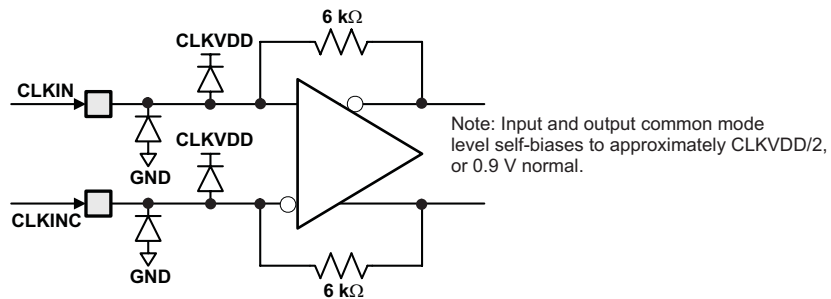 6 kΩ
CLKVDD
CLKIN
CLKVDD
GND
Note: Input and output common mode
level self-biases to approximately CLKVDD/2,
or 0.9 V normal.
CLKINC
GND
6 kΩ